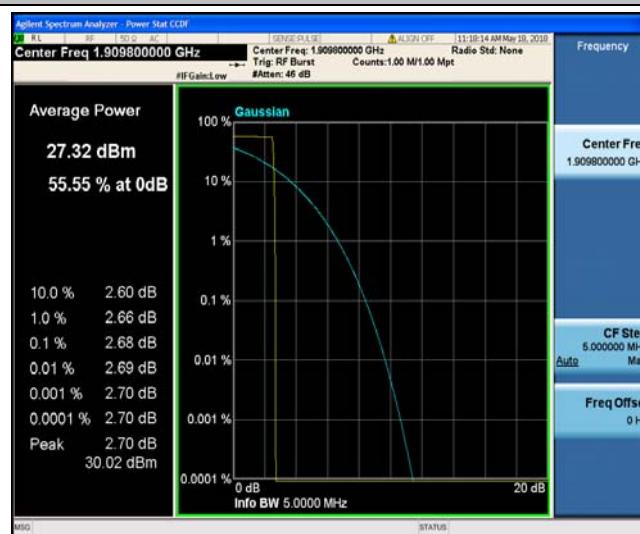 Agilent Spectrum Analyzer - Power Stat CCDF
RL RF 50 Ω AC SENSE:PULSE ALIGN OFF 11:18:14 AM May 19, 2018
Center Freq 1.909800000 GHz
Center Freq: 1.909800000 GHz Radio Std: None
Trig: RF Burst Counts:1.00 M/1.00 Mpt
#IFGain:Low #Atten: 46 dB
Frequency
Average Power
27.32 dBm
55.55 % at 0dB
10.0 % 2.60 dB
1.0 % 2.66 dB
0.1 % 2.68 dB
0.01 % 2.69 dB
0.001 % 2.70 dB
0.0001 % 2.70 dB
Peak 2.70 dB
30.02 dBm
Gaussian
100 %
10 %
1 %
0.1 %
0.01 %
0.001 %
0.0001 %
0 dB 20 dB
Info BW 5.0000 MHz
Center Fre
1.909800000 GH
CF Ste
5.000000 MH
Auto Ma
Freq Offse
0 H
MSG STATUS